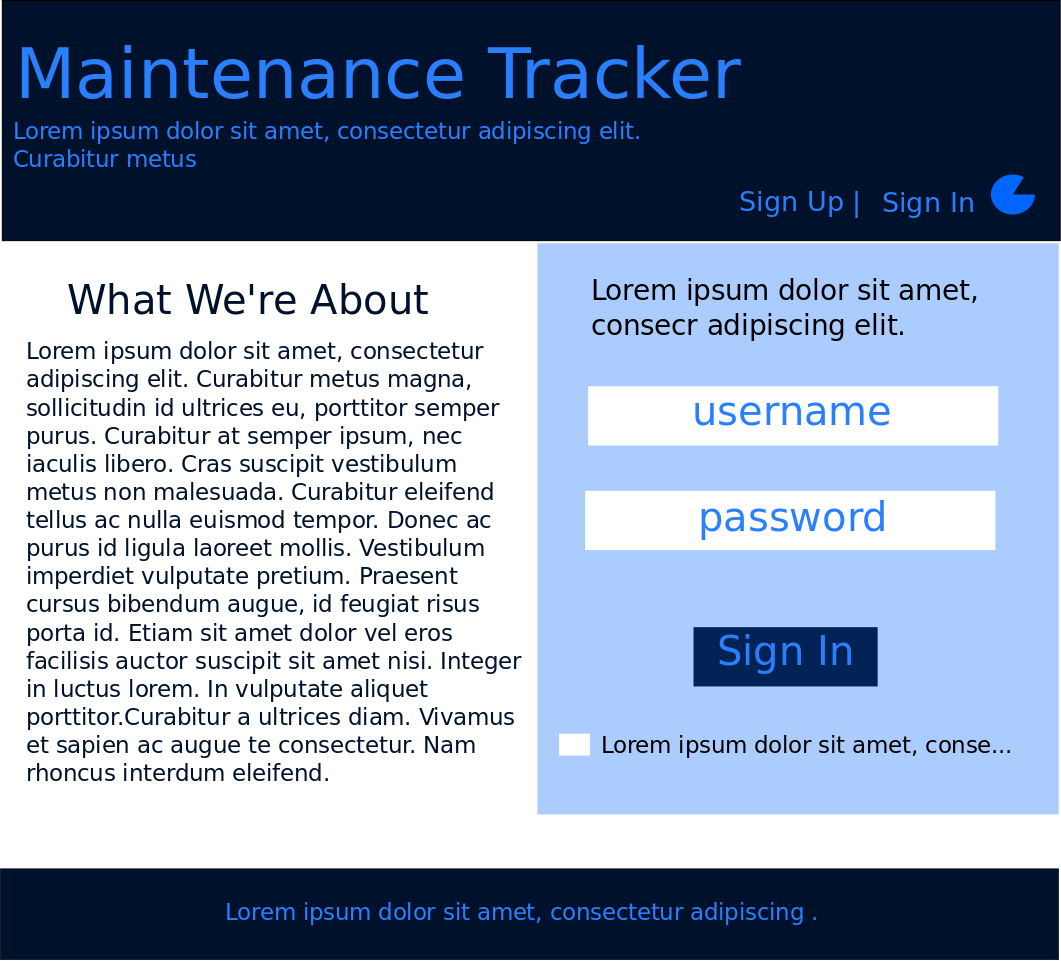 Maintenance Tracker
Lorem ipsum dolor sit amet, consectetur adipiscing elit.
Curabitur metus
Sign Up | Sign In
What We're About
Lorem ipsum dolor sit amet, consectetur
adipiscing elit. Curabitur metus magna,
sollicitudin id ultrices eu, porttitor semper
purus. Curabitur at semper ipsum, nec
iaculis libero. Cras suscipit vestibulum
metus non malesuada. Curabitur eleifend
tellus ac nulla euismod tempor. Donec ac
purus id ligula laoreet mollis. Vestibulum
imperdiet vulputate pretium. Praesent
cursus bibendum augue, id feugiat risus
porta id. Etiam sit amet dolor vel eros
facilisis auctor suscipit sit amet nisi. Integer
in luctus lorem. In vulputate aliquet
porttitor.Curabitur a ultrices diam. Vivamus
et sapien ac augue te consectetur. Nam
rhoncus interdum eleifend.
Lorem ipsum dolor sit amet,
consecr adipiscing elit.
username
password
Sign In
Lorem ipsum dolor sit amet, conse...
Lorem ipsum dolor sit amet, consectetur adipiscing .